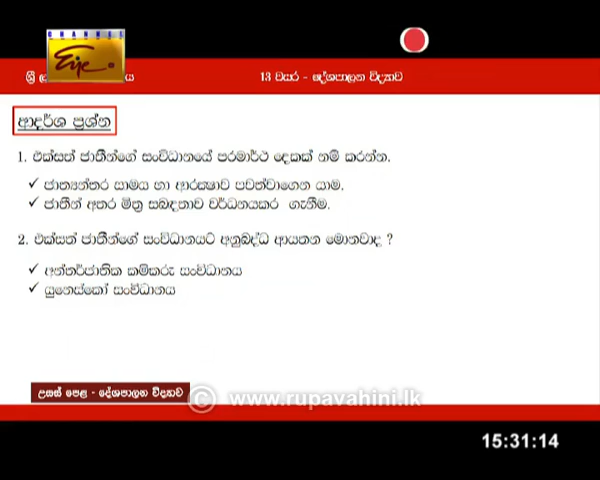 CHANNEL
Eye
ශ්‍රී
ය
13 වසර - දේශපාලන විද්‍යාව
ආදර්ශ ප්‍රශ්න
1. එක්සත් ජාතීන්ගේ සංවිධානයේ පරමාර්ථ දෙකක් නම් කරන්න.
✓ ජාත්‍යන්තර සාමය හා ආරක්‍ෂාව පවත්වාගෙන යාම.
✓ ජාතීන් අතර මිත්‍ර සබඳතාව වර්ධනයකර ගැනීම.
2. එක්සත් ජාතීන්ගේ සංවිධානයට අනුබද්ධ ආයතන මොනවාද ?
✓ අන්තර්ජාතික කම්කරු සංවිධානය
✓ යුනෙස්කෝ සංවිධානය
උසස් පෙළ - දේශපාලන විද්‍යාව
© www.rupavahini.lk
15:31:14